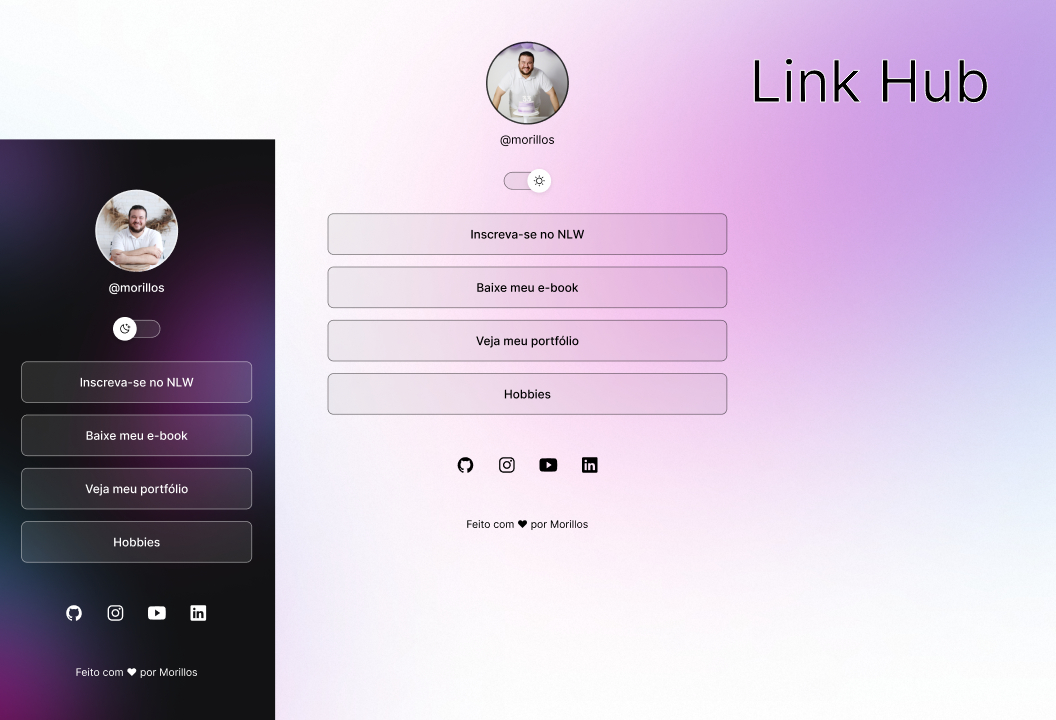 Link Hub
@morillos
Inscreva-se no NLW
Baixe meu e-book
Veja meu portfólio
Hobbies
Feito com ♥ por Morillos
@morillos
Inscreva-se no NLW
Baixe meu e-book
Veja meu portfólio
Hobbies
Feito com ♥ por Morillos